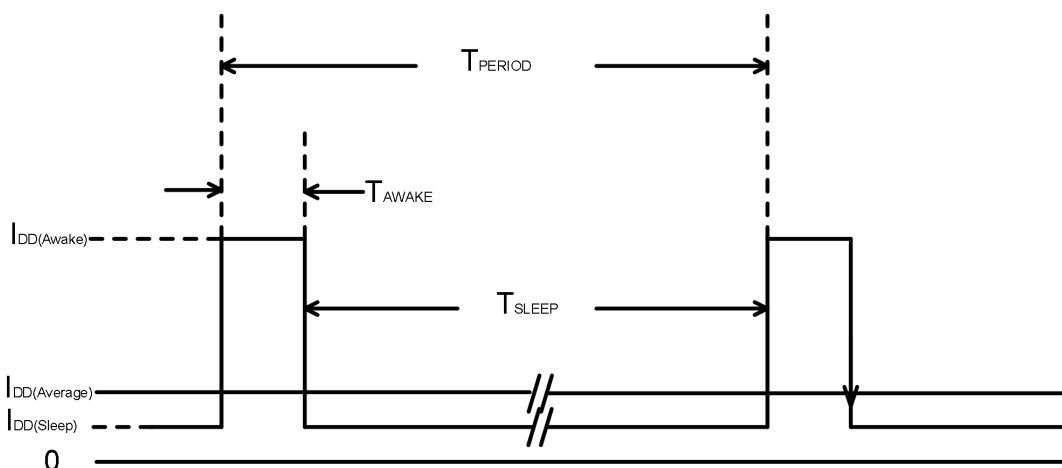 TPERIOD
TAWAKE
IDD(Awake)
TSLEEP
IDD(Average)
IDD(Sleep)
0